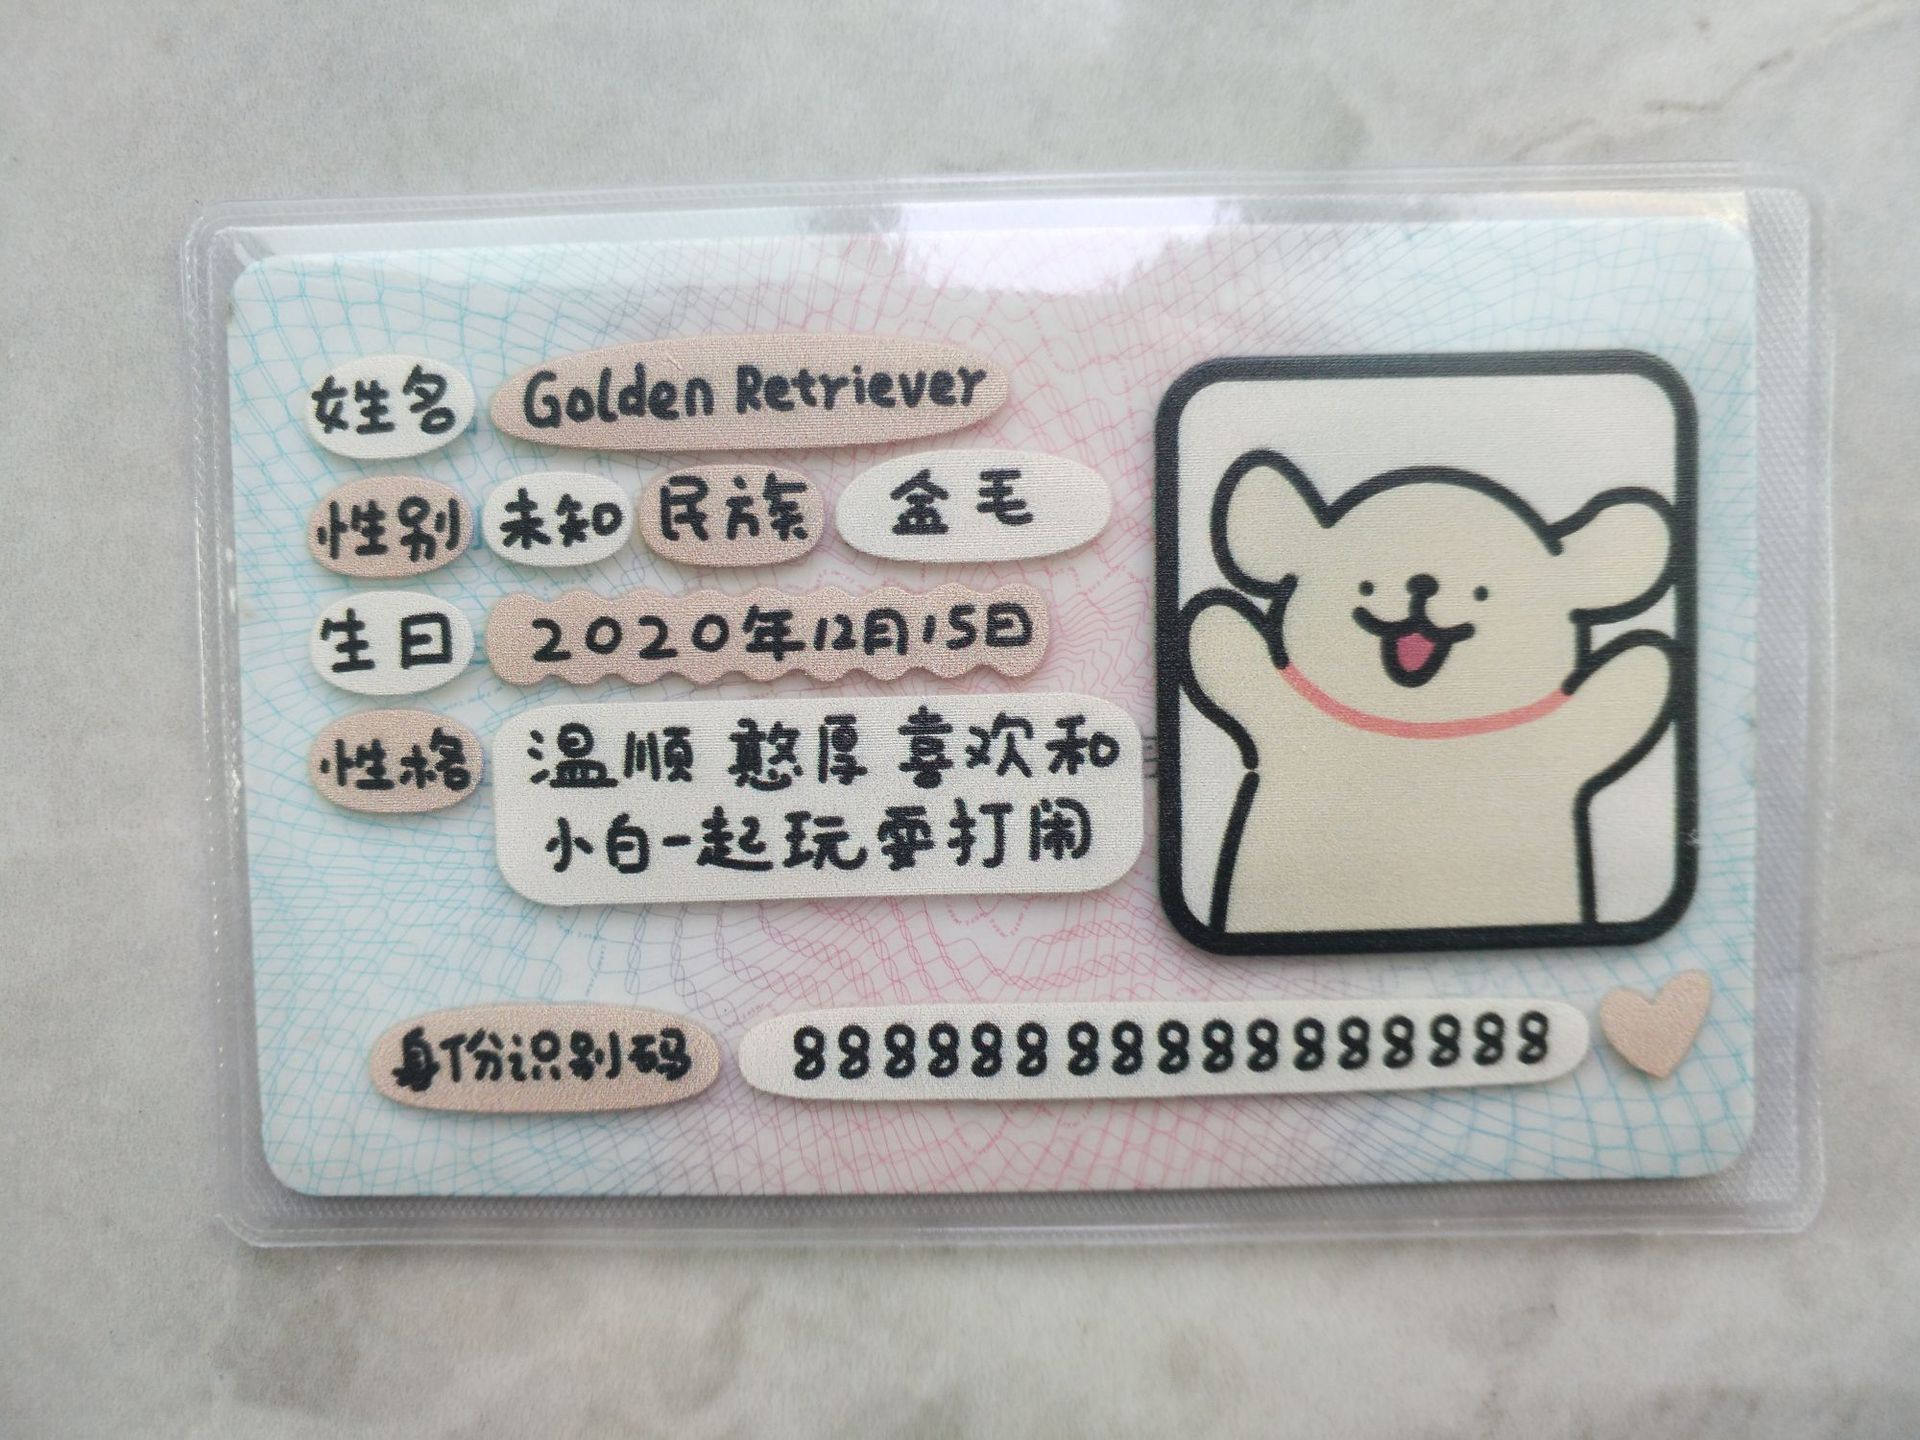 姓名 Golden Retriever
性别 未知 民族 金毛
生日 2020年12月15日
性格 温顺 憨厚 喜欢和
小白一起玩耍打闹
身份识别码 88888888888888888